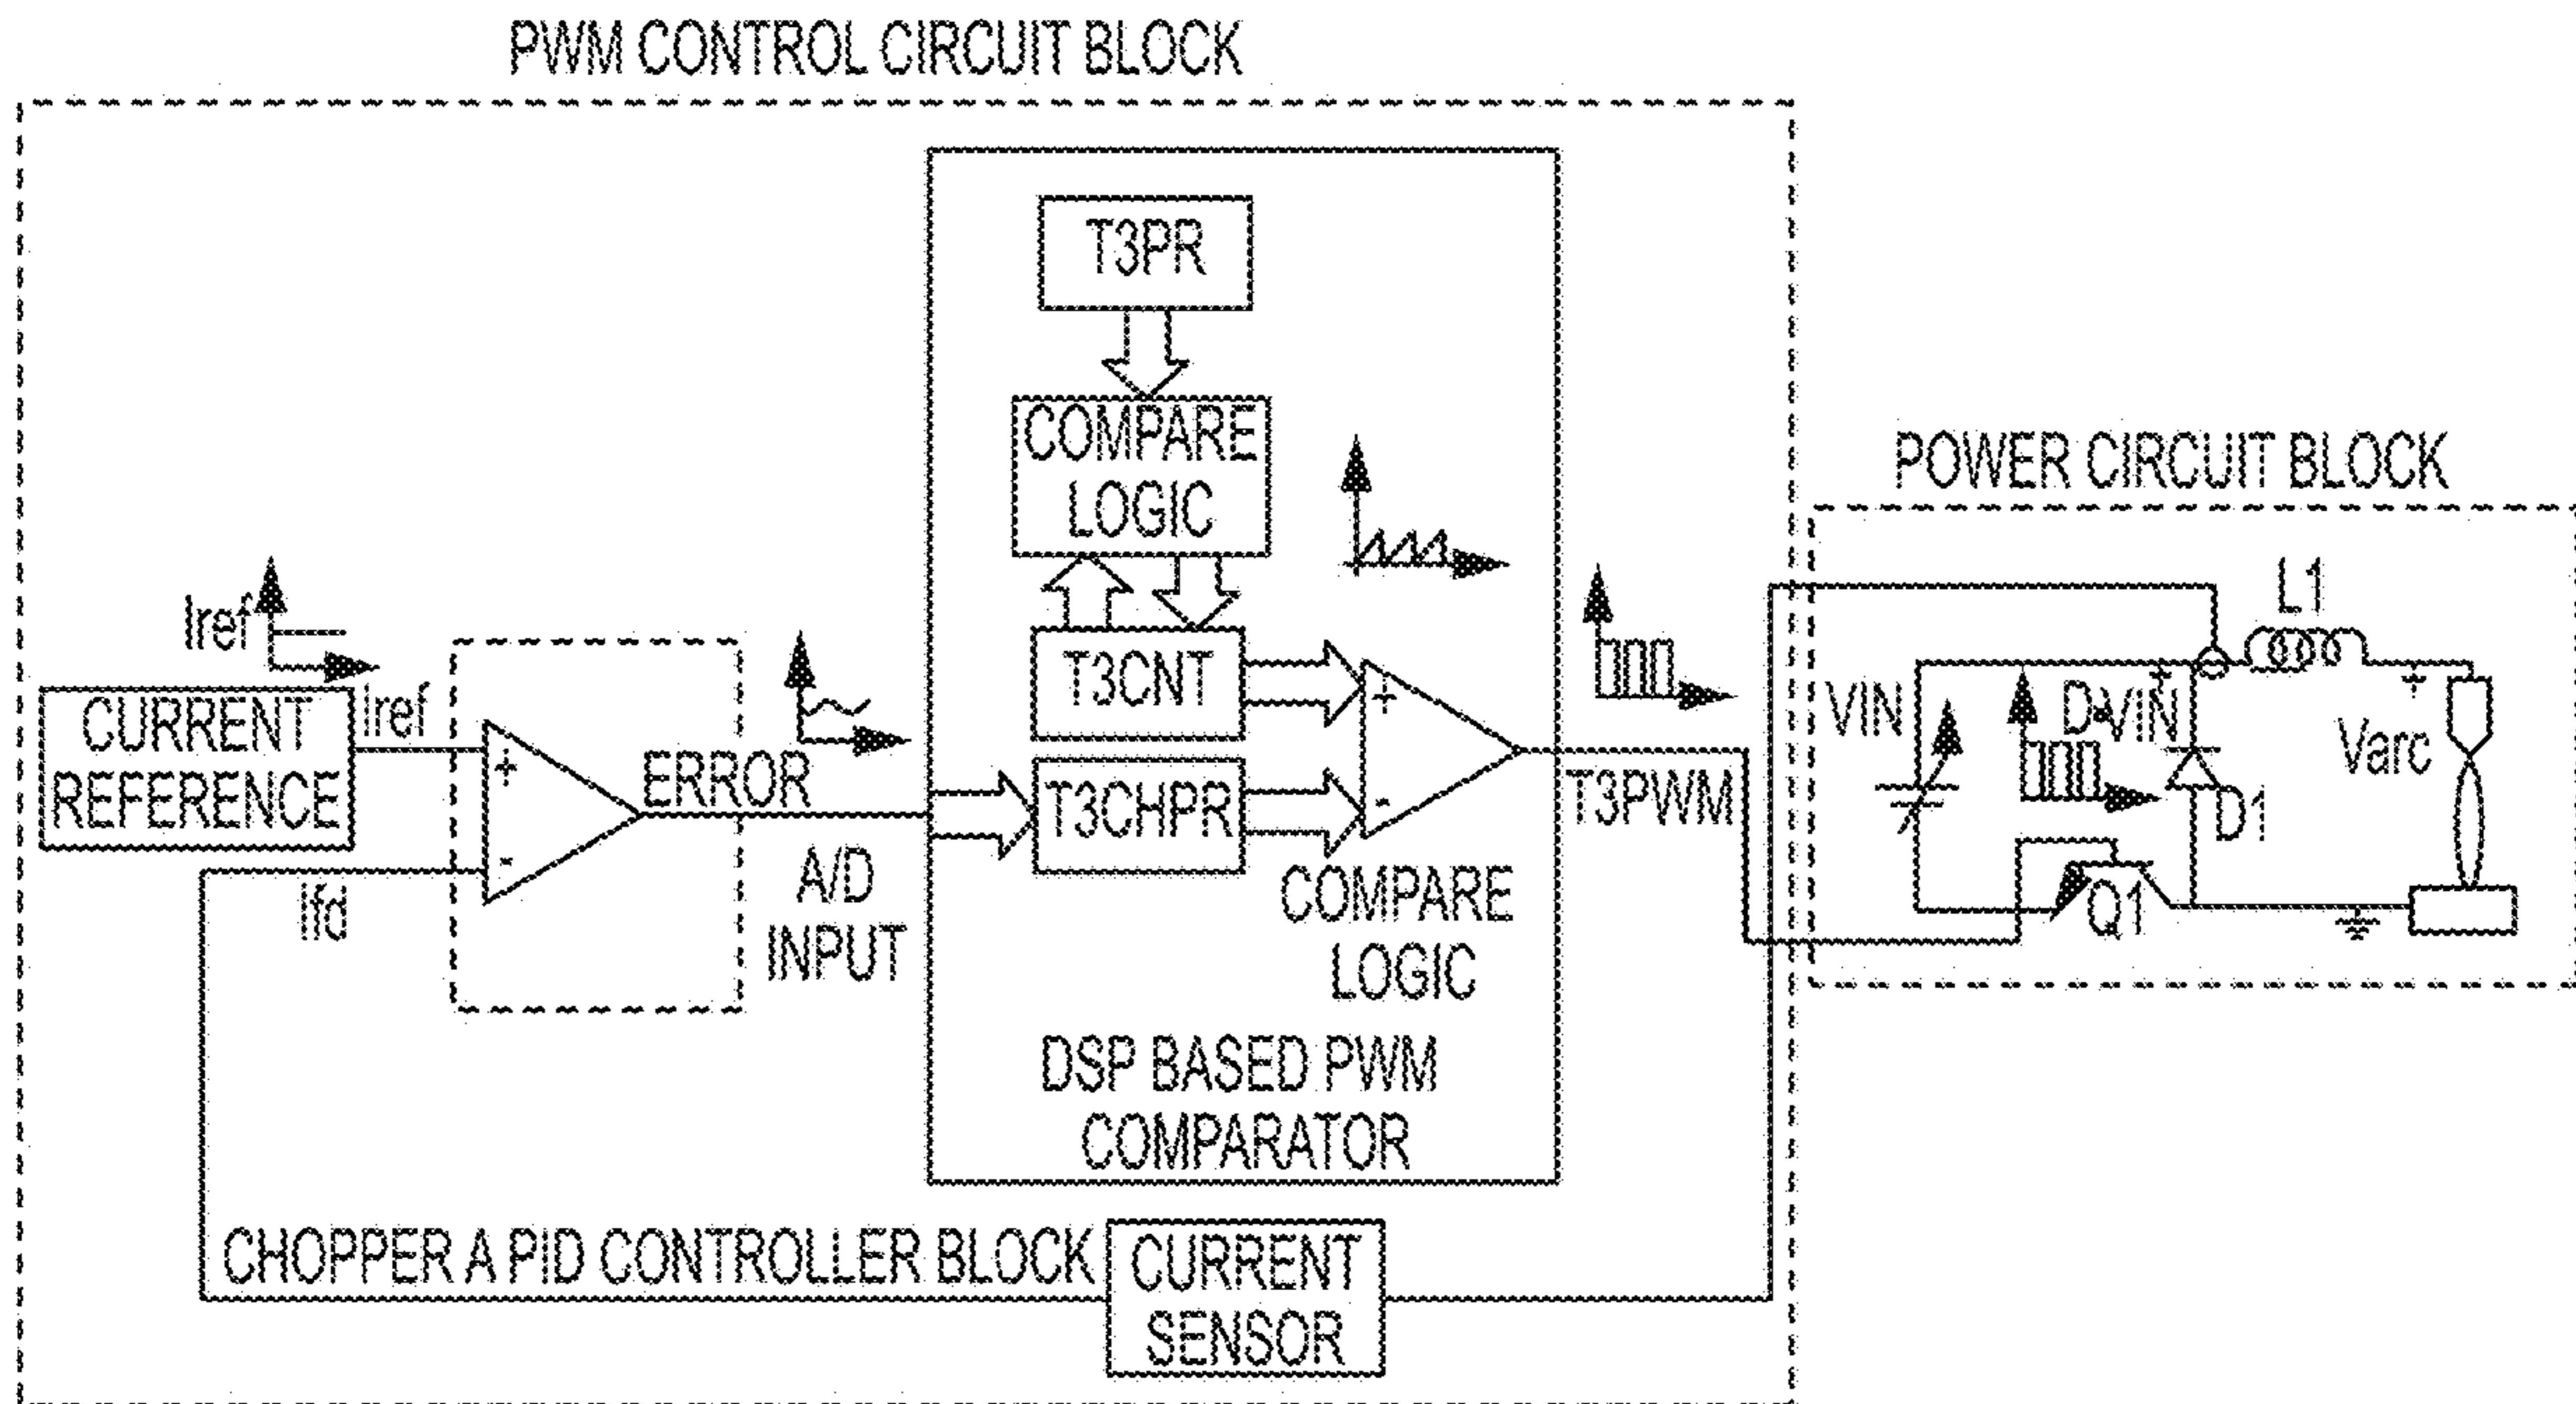 PWM CONTROL CIRCUIT BLOCK
T3PR
COMPARE
LOGIC
POWER CIRCUIT BLOCK
Iref
Iref
CURRENT
REFERENCE
+
-
Ifd
ERROR
A/D
INPUT
T3CNT
T3CHPR
+
-
COMPARE
LOGIC
DSP BASED PWM
COMPARATOR
T3PWM
VIN
D•VIN
+
L1
+
Varc
D1
Q1
CHOPPER A PID CONTROLLER BLOCK
CURRENT
SENSOR